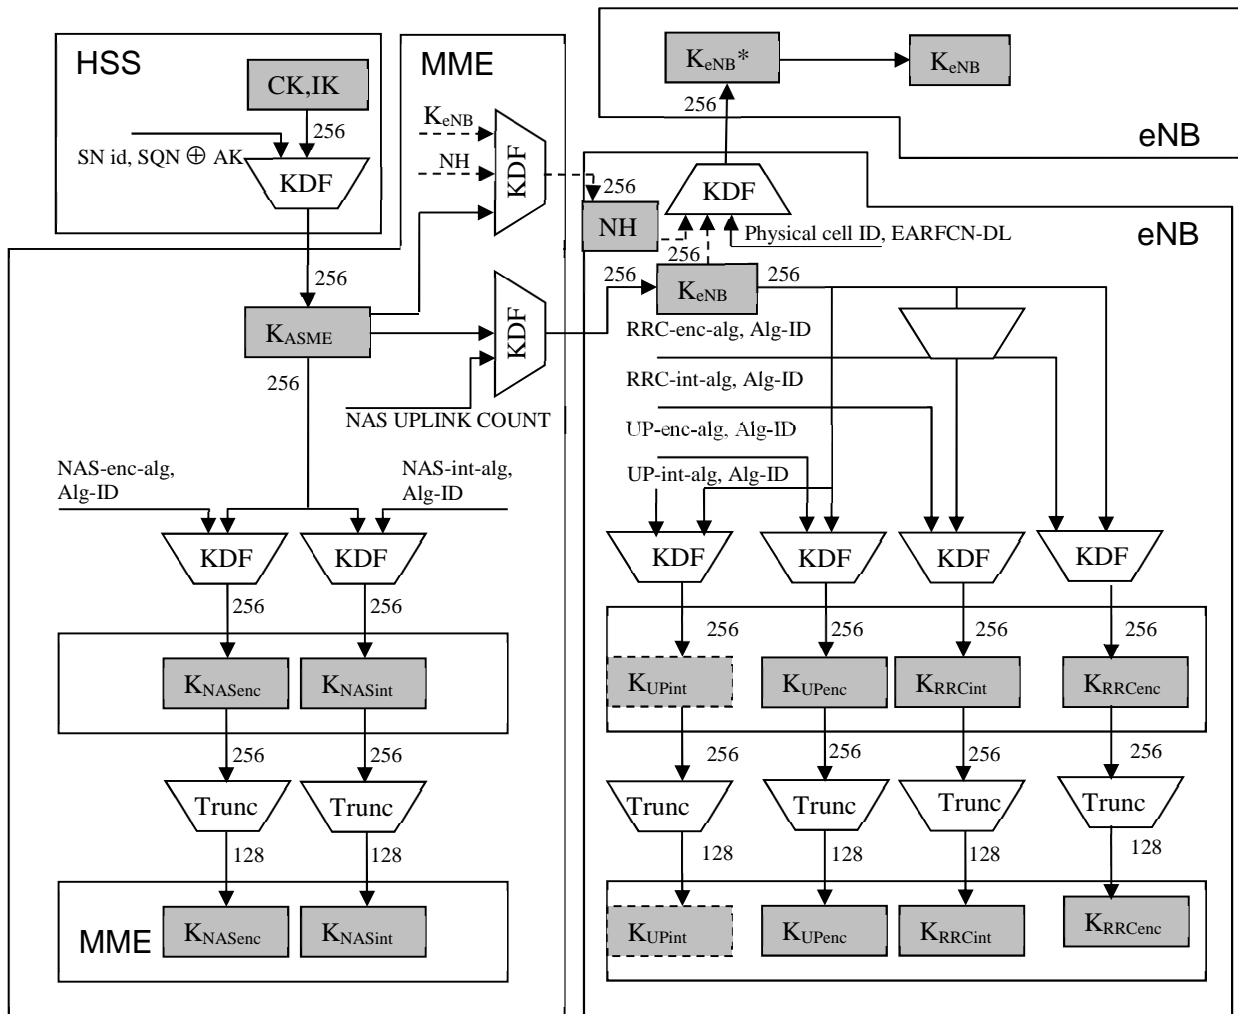 HSS
MME
CK,IK
256
SN id, SQN ⊕ AK
KDF
KeNB
NH
KDF
KeNB*
KeNB
256
eNB
KDF
256
NH
Physical cell ID, EARFCN-DL
eNB
256
256
256
KeNB
256
256
KASME
KDF
256
NAS UPLINK COUNT
RRC-enc-alg, Alg-ID
RRC-int-alg, Alg-ID
UP-enc-alg, Alg-ID
UP-int-alg, Alg-ID
NAS-enc-alg,
Alg-ID
NAS-int-alg,
Alg-ID
KDF
KDF
KDF
KDF
KDF
KDF
256
256
256
256
256
256
KNASenc
KNASint
KUPint
KUPenc
KRRCint
KRRCenc
256
256
256
256
256
256
Trunc
Trunc
Trunc
Trunc
Trunc
Trunc
128
128
128
128
128
128
MME
KNASenc
KNASint
KUPint
KUPenc
KRRCint
KRRCenc